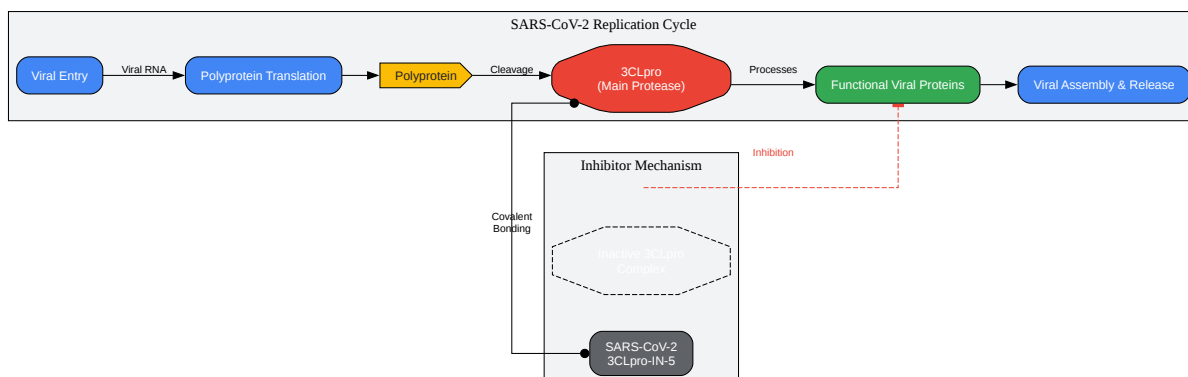 SARS-CoV-2 Replication Cycle
Viral Entry
Viral RNA
Polyprotein Translation
Polyprotein
Cleavage
3CLpro
(Main Protease)
Processes
Functional Viral Proteins
Viral Assembly & Release
Inhibitor Mechanism
Inhibition
Covalent
Bonding
Inactive 3CLpro
Complex
SARS-CoV-2
3CLpro-IN-5